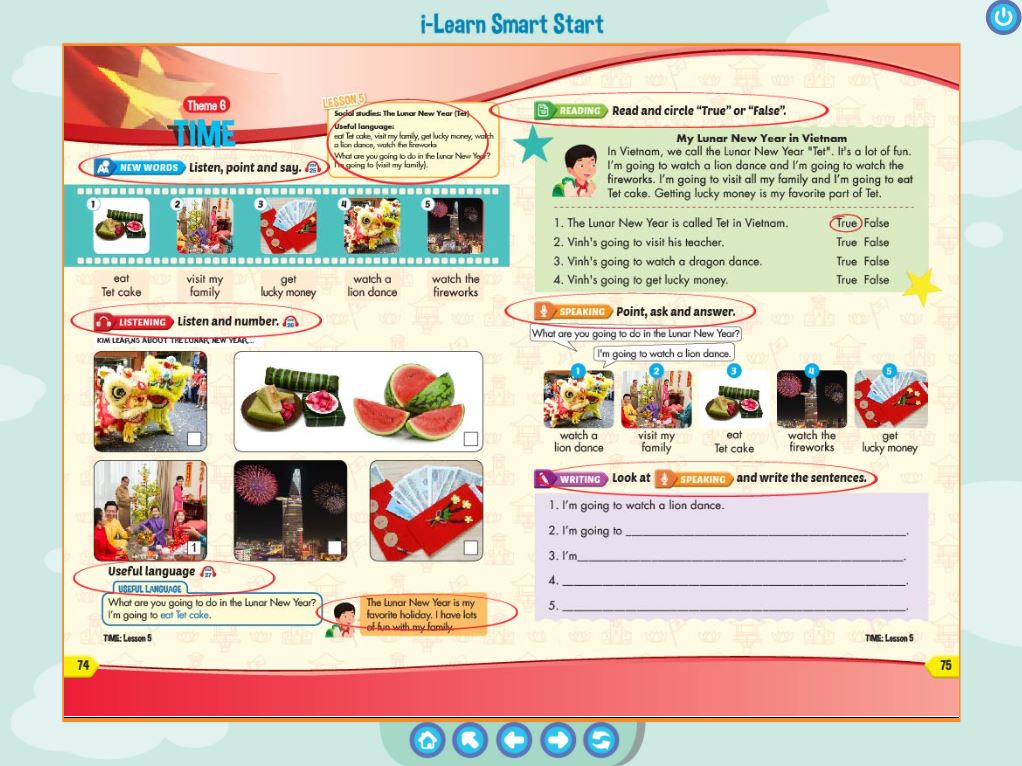 i-Learn Smart Start
Theme 6
TIME
LESSON 5
Social studies: The Lunar New Year (Tet)
Useful language:
eat Tet cake, visit my family, get lucky money, watch
a lion dance, watch the fireworks
What are you going to do in the Lunar New Year?
going to (visit my family).
NEW WORDS Listen, point and say.
1 2 3 4 5
eat
Tet cake
visit my
family
get
lucky money
watch a
lion dance
watch the
fireworks
LISTENING Listen and number.
KIM LEARNS ABOUT THE LUNAR NEW YEAR...
1
Useful language
USEFUL LANGUAGE
What are you going to do in the Lunar New Year?
I'm going to eat Tet cake.
The Lunar New Year is my
favorite holiday. I have lots
of fun with my family.
TIME: Lesson 5
74
READING Read and circle “True” or “False”.
My Lunar New Year in Vietnam
In Vietnam, we call the Lunar New Year "Tet". It's a lot of fun.
I'm going to watch a lion dance and I'm going to watch the
fireworks. I'm going to visit all my family and I'm going to eat
Tet cake. Getting lucky money is my favorite part of Tet.
1. The Lunar New Year is called Tet in Vietnam. True False
2. Vinh's going to visit his teacher. True False
3. Vinh's going to watch a dragon dance. True False
4. Vinh's going to get lucky money. True False
SPEAKING Point, ask and answer.
What are you going to do in the Lunar New Year?
I'm going to watch a lion dance.
1 2 3 4 5
watch a
lion dance
visit my
family
eat
Tet cake
watch the
fireworks
get
lucky money
WRITING Look at SPEAKING and write the sentences.
1. I'm going to watch a lion dance.
2. I'm going to ______________________.
3. I'm______________________.
4. ______________________.
5. ______________________.
TIME: Lesson 5
75